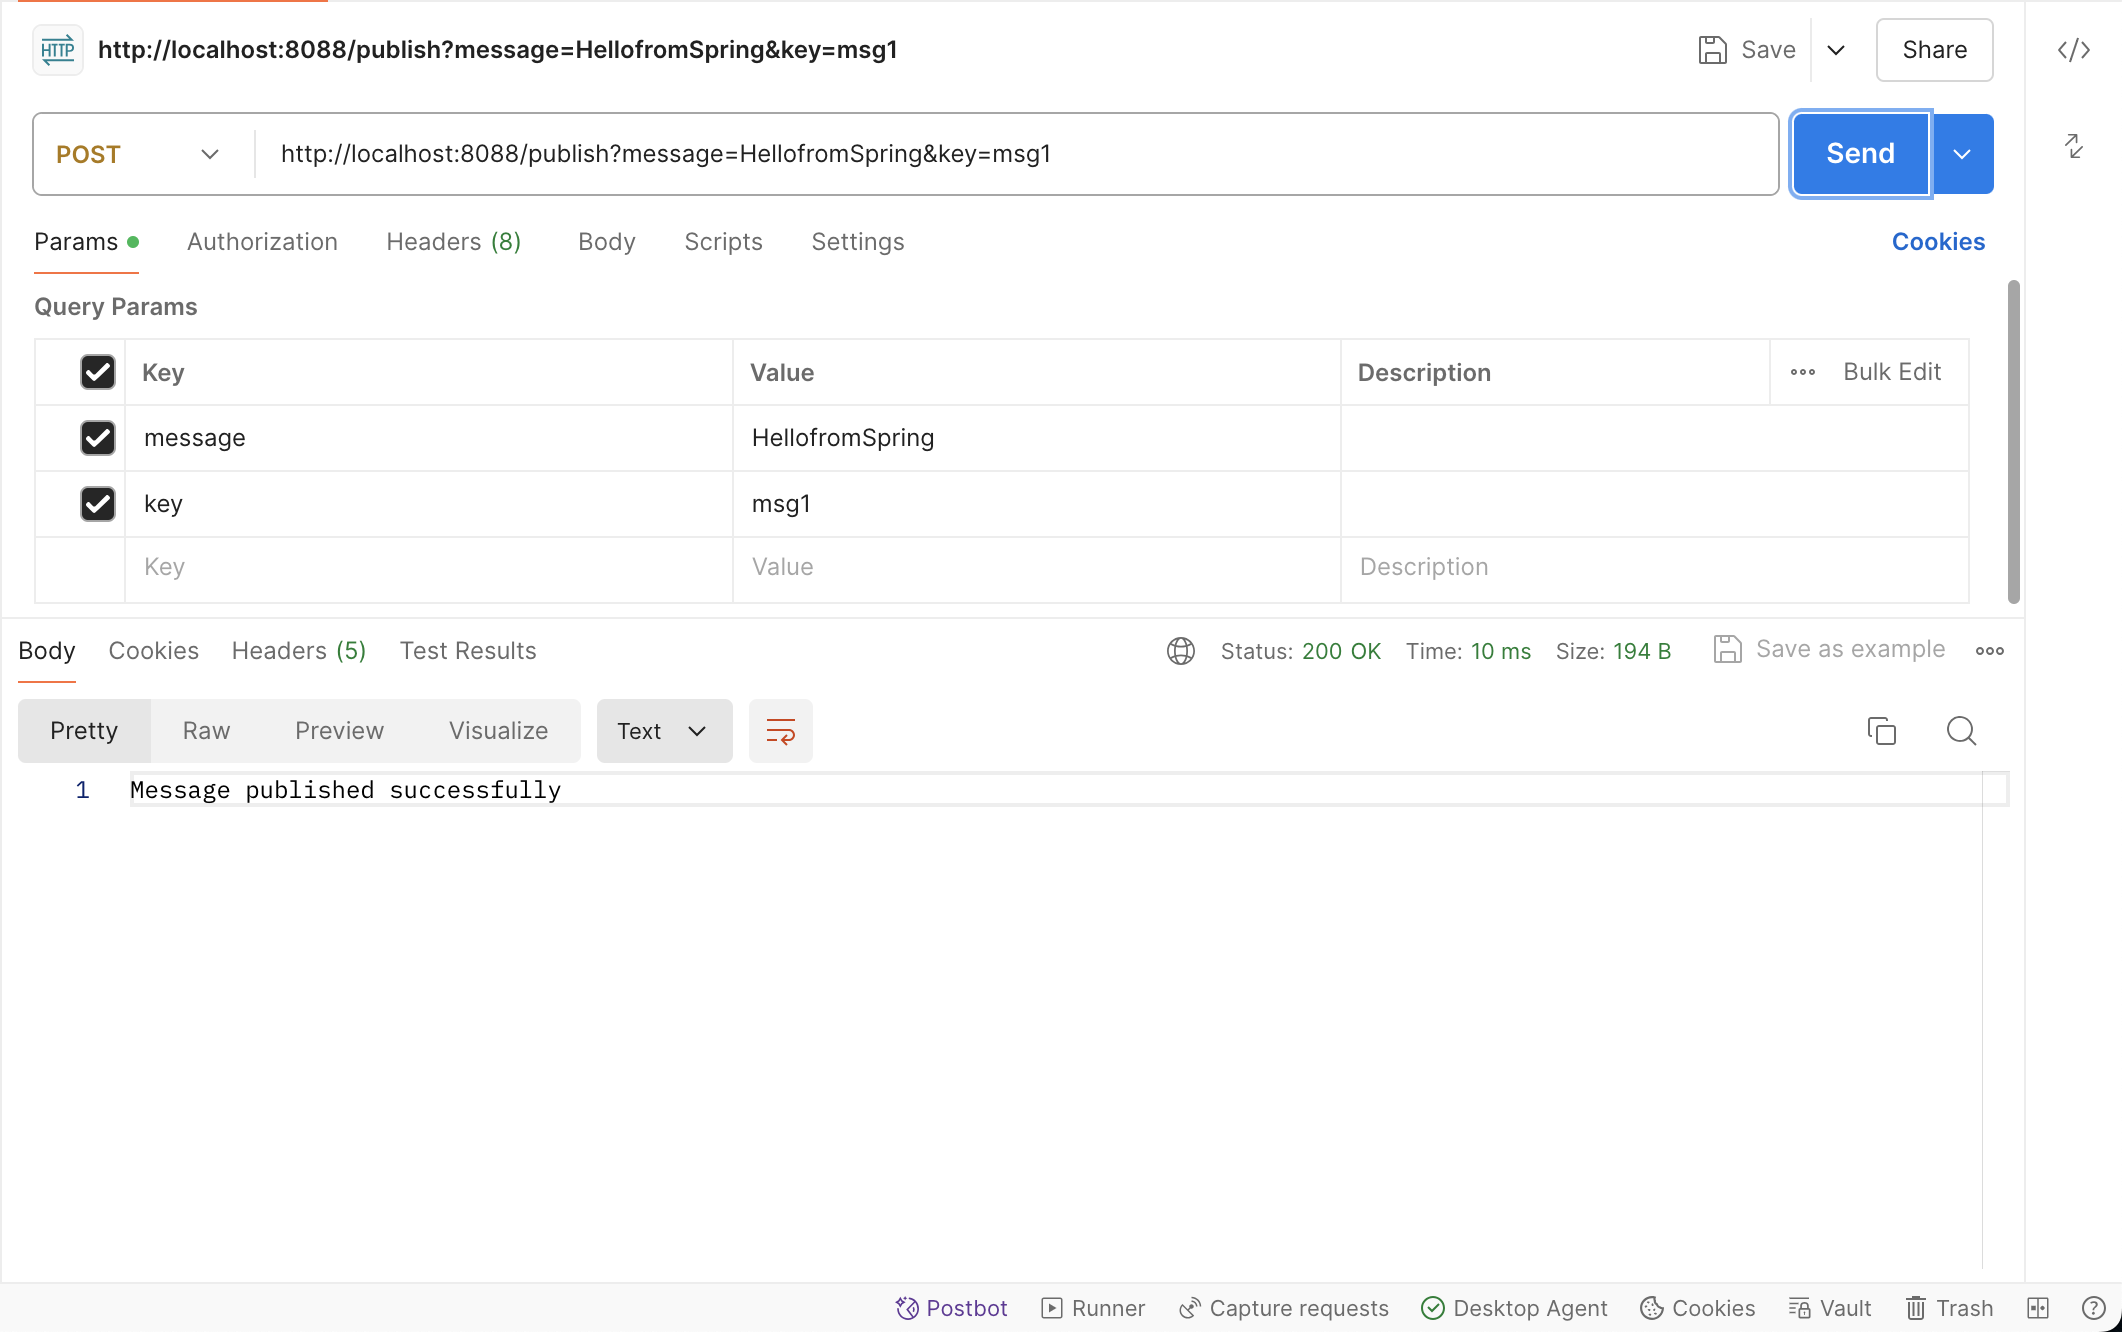 HTTP http://localhost:8088/publish?message=HellofromSpring&key=msg1 Save Share </>
POST http://localhost:8088/publish?message=HellofromSpring&key=msg1 Send
Params Authorization Headers (8) Body Scripts Settings Cookies
Query Params
Key Value Description Bulk Edit
message HellofromSpring
key msg1
Key Value Description
Body Cookies Headers (5) Test Results Status: 200 OK Time: 10 ms Size: 194 B Save as example
Pretty Raw Preview Visualize Text
1 Message published successfully
Postbot Runner Capture requests Desktop Agent Cookies Vault Trash ?